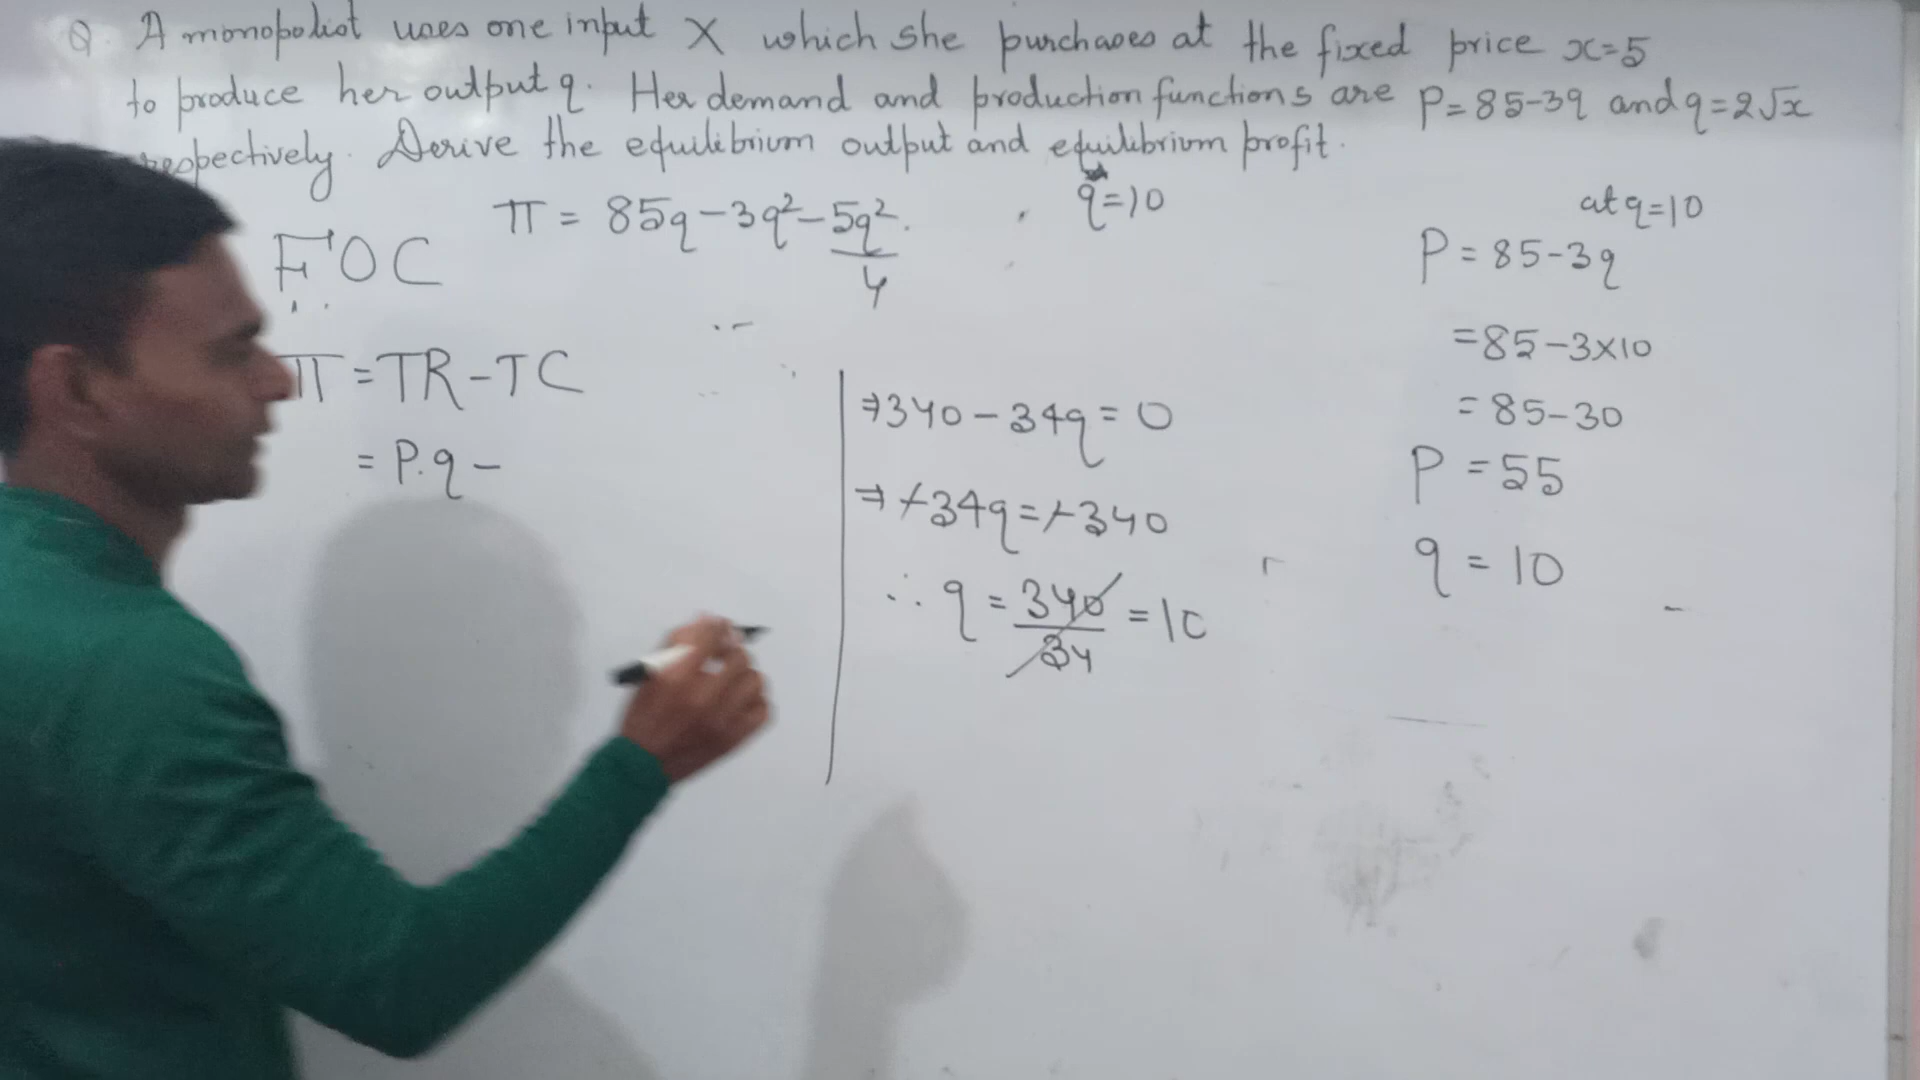 Q. A monopolist uses one input X which she purchases at the fixed price x=5
to produce her output q. Her demand and production functions are P=85-3q and q=2√x
respectively. Derive the equilibrium output and equilibrium profit.
π = 85q-3q²-5q²/4
q=10
at q=10
FOC
π = TR-TC
= P.q -
⇒340-34q=0
⇒ -34q=-340
∴ q = 340/34 = 10
P = 85-3q
=85-3×10
= 85-30
P = 55
q = 10